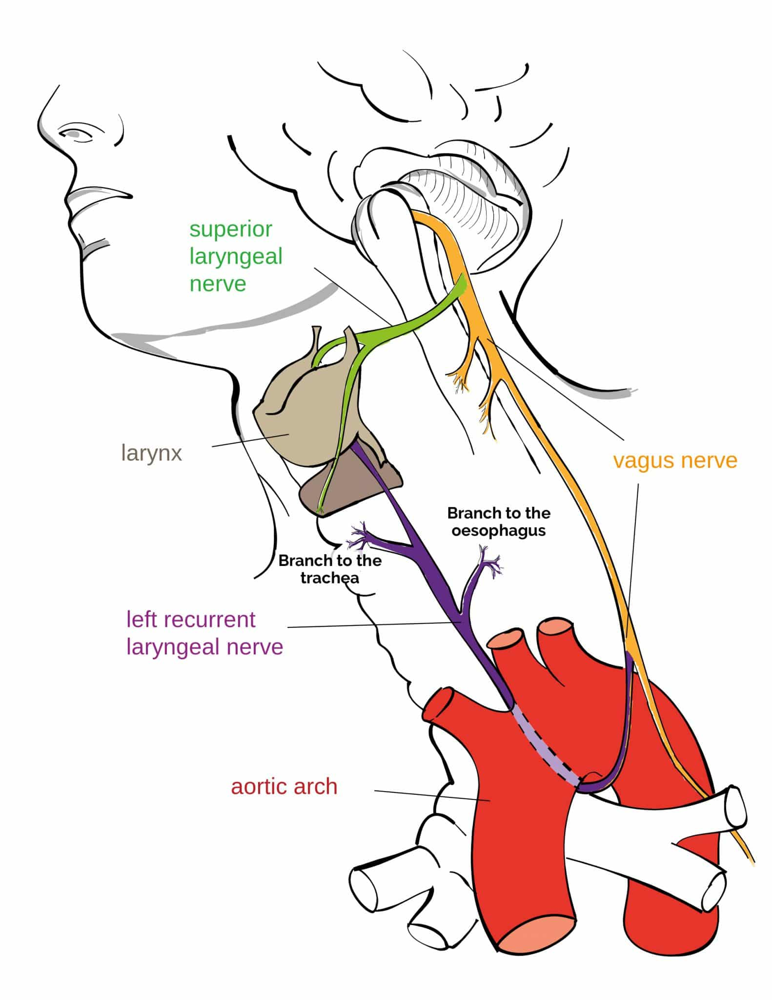 superior
laryngeal
nerve
larynx
vagus nerve
Branch to the
oesophagus
Branch to the
trachea
left recurrent
laryngeal nerve
aortic arch